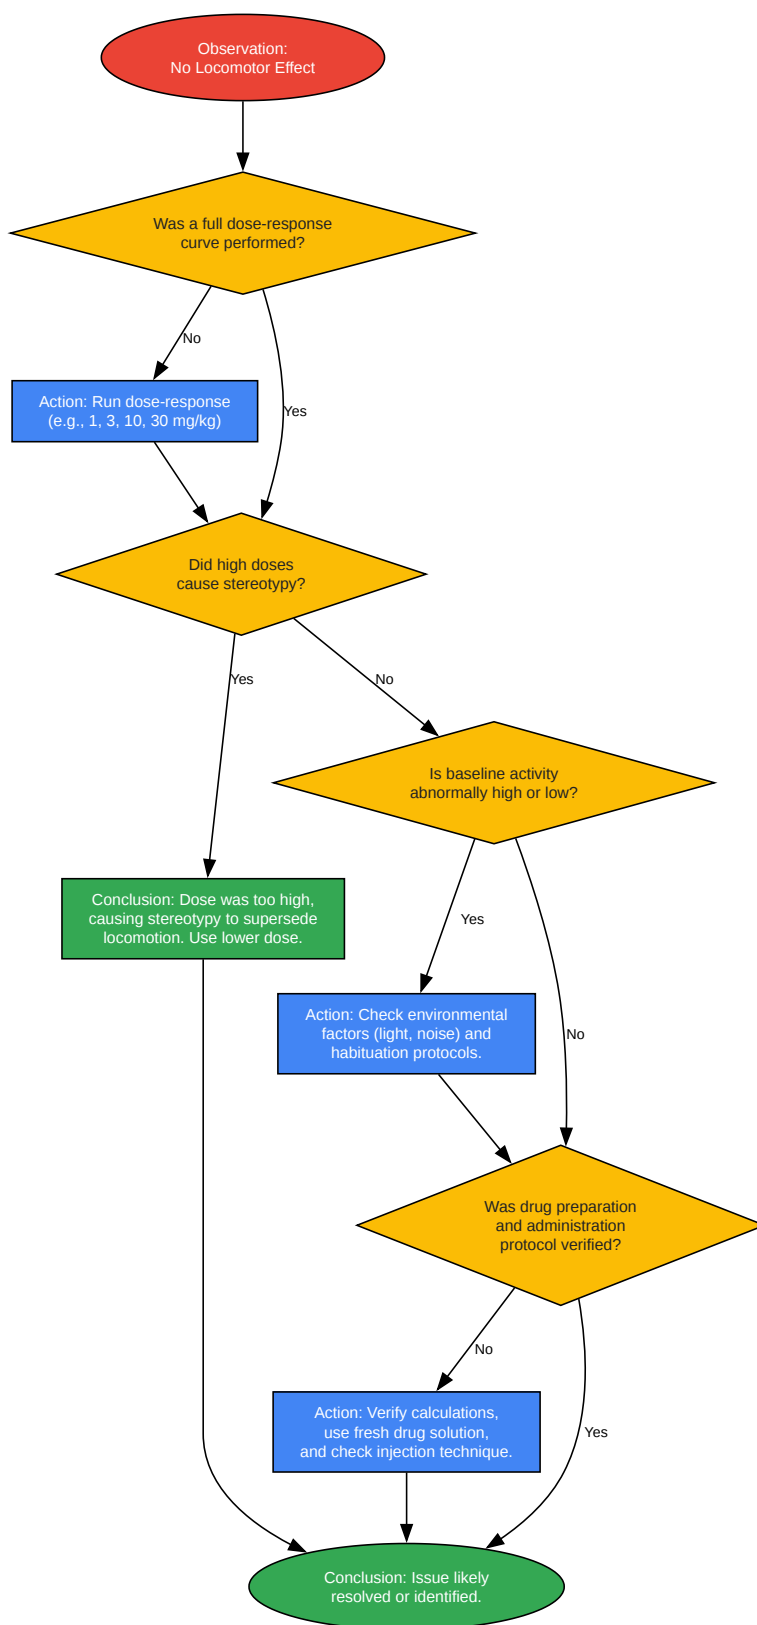 Observation:
No Locomotor Effect
Was a full dose-response
curve performed?
No
Yes
Action: Run dose-response
(e.g., 1, 3, 10, 30 mg/kg)
Did high doses
cause stereotypy?
Yes
No
Is baseline activity
abnormally high or low?
Conclusion: Dose was too high,
causing stereotypy to supersede
locomotion. Use lower dose.
Yes
No
Action: Check environmental
factors (light, noise) and
habituation protocols.
Was drug preparation
and administration
protocol verified?
No
Yes
Action: Verify calculations,
use fresh drug solution,
and check injection technique.
Conclusion: Issue likely
resolved or identified.